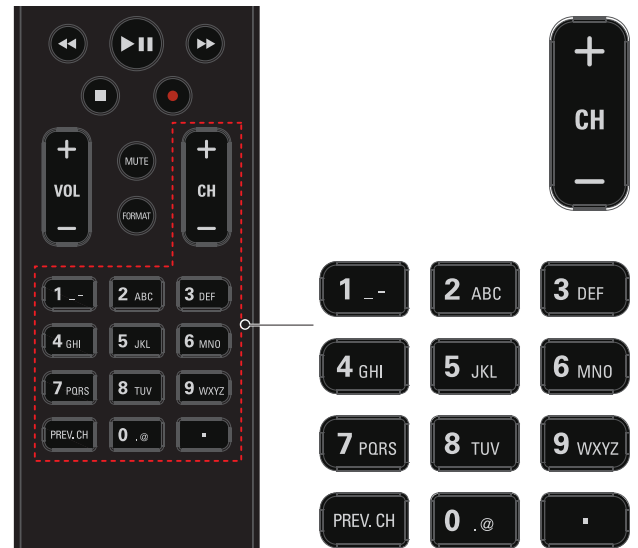 MUTE
VOL
CH
FORMAT
1 _ -
2 ABC
3 DEF
4 GHI
5 JKL
6 MNO
7 PQRS
8 TUV
9 WXYZ
PREV. CH
0 .@
.
CH
1 _ -
2 ABC
3 DEF
4 GHI
5 JKL
6 MNO
7 PQRS
8 TUV
9 WXYZ
PREV. CH
0 .@
.